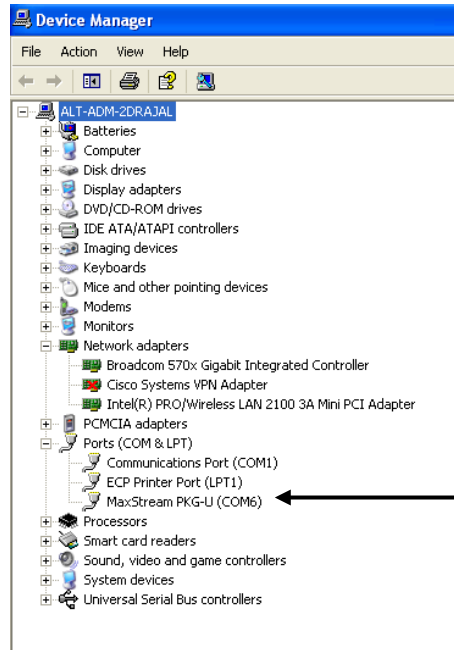 Device Manager
File Action View Help
ALT-ADM-2DRAJAL
Batteries
Computer
Disk drives
Display adapters
DVD/CD-ROM drives
IDE ATA/ATAPI controllers
Imaging devices
Keyboards
Mice and other pointing devices
Modems
Monitors
Network adapters
Broadcom 570x Gigabit Integrated Controller
Cisco Systems VPN Adapter
Intel(R) PRO/Wireless LAN 2100 3A Mini PCI Adapter
PCMCIA adapters
Ports (COM & LPT)
Communications Port (COM1)
ECP Printer Port (LPT1)
MaxStream PKG-U (COM6)
Processors
Smart card readers
Sound, video and game controllers
System devices
Universal Serial Bus controllers